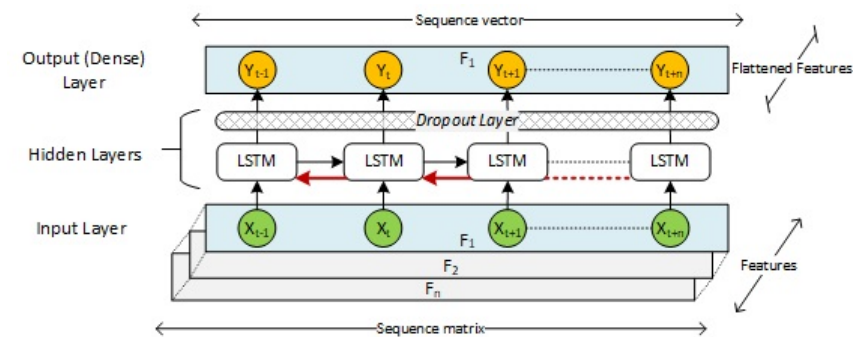 Sequence vector
Output (Dense)
Layer
F₁
Yₜ₋₁ Yₜ Yₜ₊₁ Yₜ₊ₙ
Flattened Features
Dropout Layer
Hidden Layers
LSTM LSTM LSTM LSTM
Input Layer
Xₜ₋₁ Xₜ Xₜ₊₁ Xₜ₊ₙ
F₁
F₂
Features
Fₙ
Sequence matrix